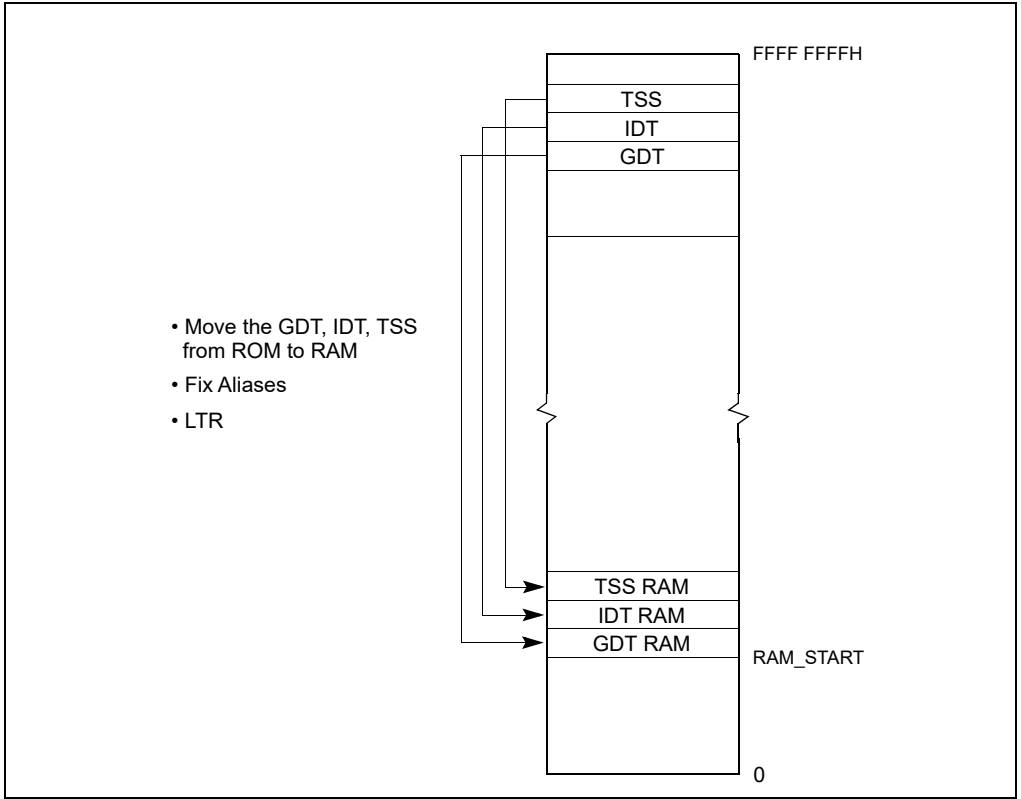 FFFF FFFFH
TSS
IDT
GDT
• Move the GDT, IDT, TSS
from ROM to RAM
• Fix Aliases
• LTR
TSS RAM
IDT RAM
GDT RAM
RAM_START
0